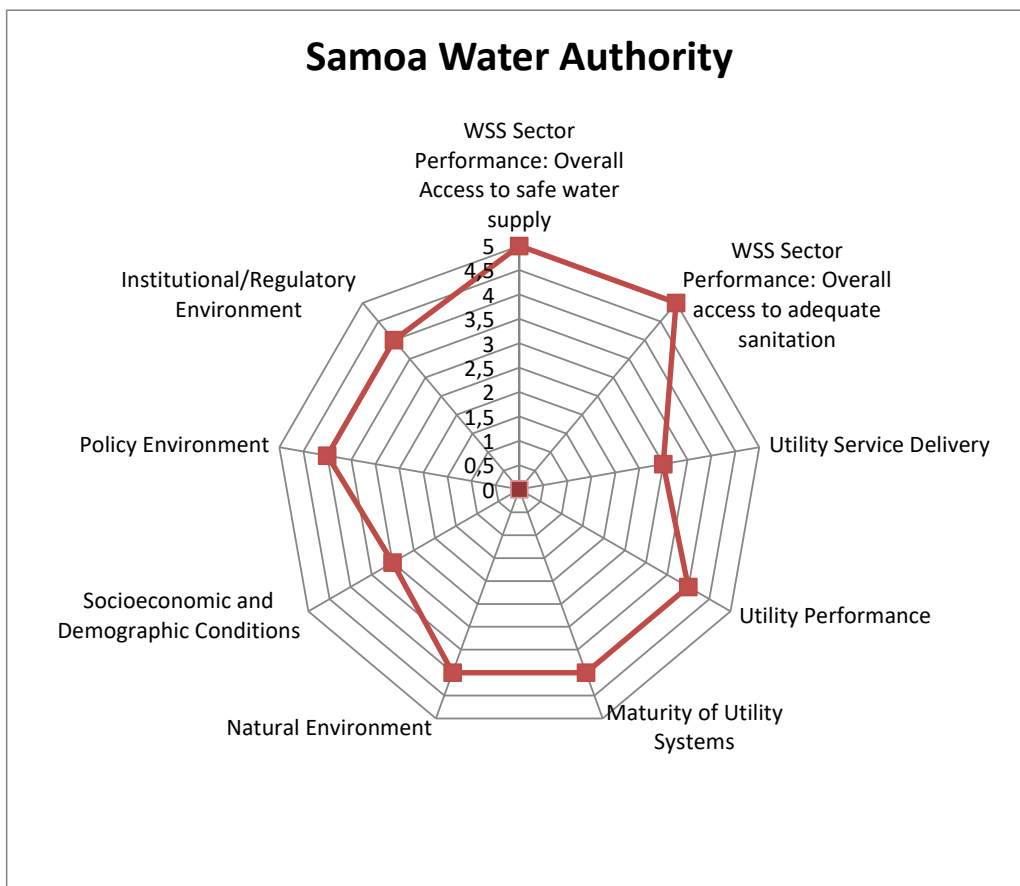 Samoa Water Authority
WSS Sector
Performance: Overall
Access to safe water
supply
WSS Sector
Performance: Overall
access to adequate
sanitation
Utility Service Delivery
Utility Performance
Maturity of Utility
Systems
Natural Environment
Socioeconomic and
Demographic Conditions
Policy Environment
Institutional/Regulatory
Environment
5
4,5
4
3,5
3
2,5
2
1,5
1
0,5
0